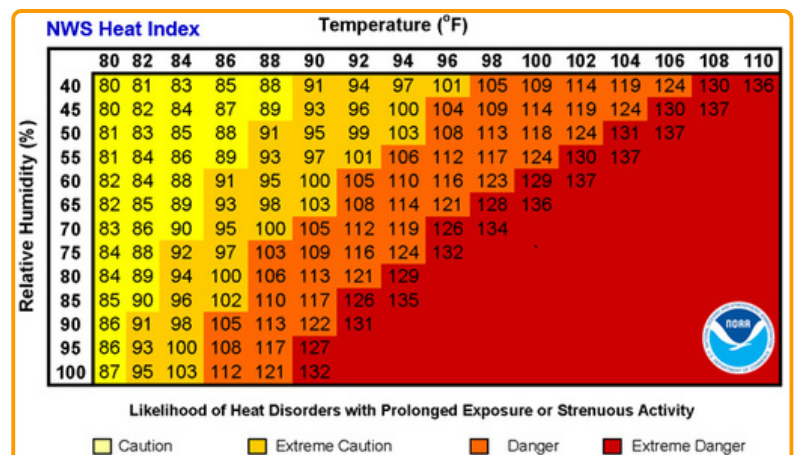 NWS Heat Index Temperature (°F)
80 82 84 86 88 90 92 94 96 98 100 102 104 106 108 110
40 80 81 83 85 88 91 94 97 101 105 109 114 119 124 130 136
45 80 82 84 87 89 93 96 100 104 109 114 119 124 130 137
50 81 83 85 88 91 95 99 103 108 113 118 124 131 137
55 81 84 86 89 93 97 101 106 112 117 124 130 137
60 82 84 88 91 95 100 105 110 116 123 129 137
65 82 85 89 93 98 103 108 114 121 128 136
70 83 86 90 95 100 105 112 119 126 134
75 84 88 92 97 103 109 116 124 132
80 84 89 94 100 106 113 121 129
85 85 90 96 102 110 117 126 135
90 86 91 98 105 113 122 131
95 86 93 100 108 117 127
100 87 95 103 112 121 132
Relative Humidity (%)
NOAA
Likelihood of Heat Disorders with Prolonged Exposure or Strenuous Activity
Caution Extreme Caution Danger Extreme Danger